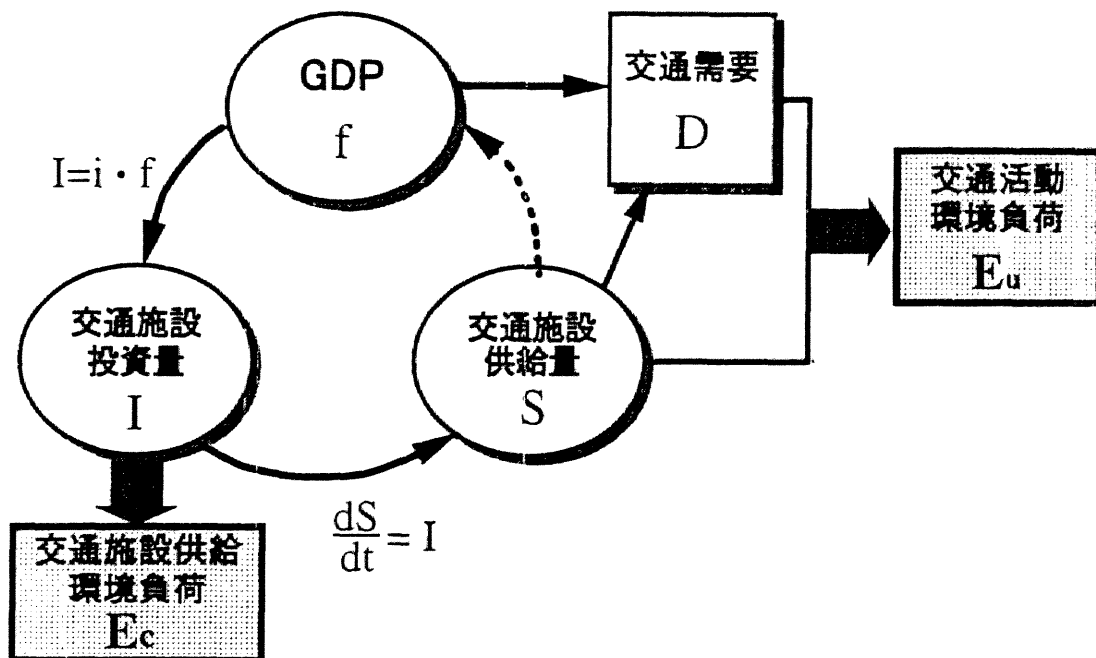 GDP
f
交通需要
D
I=i・f
交通活動
環境負荷
Eu
交通施設
投資量
I
交通施設
供給量
S
dS
dt
= I
交通施設供給
環境負荷
Ec